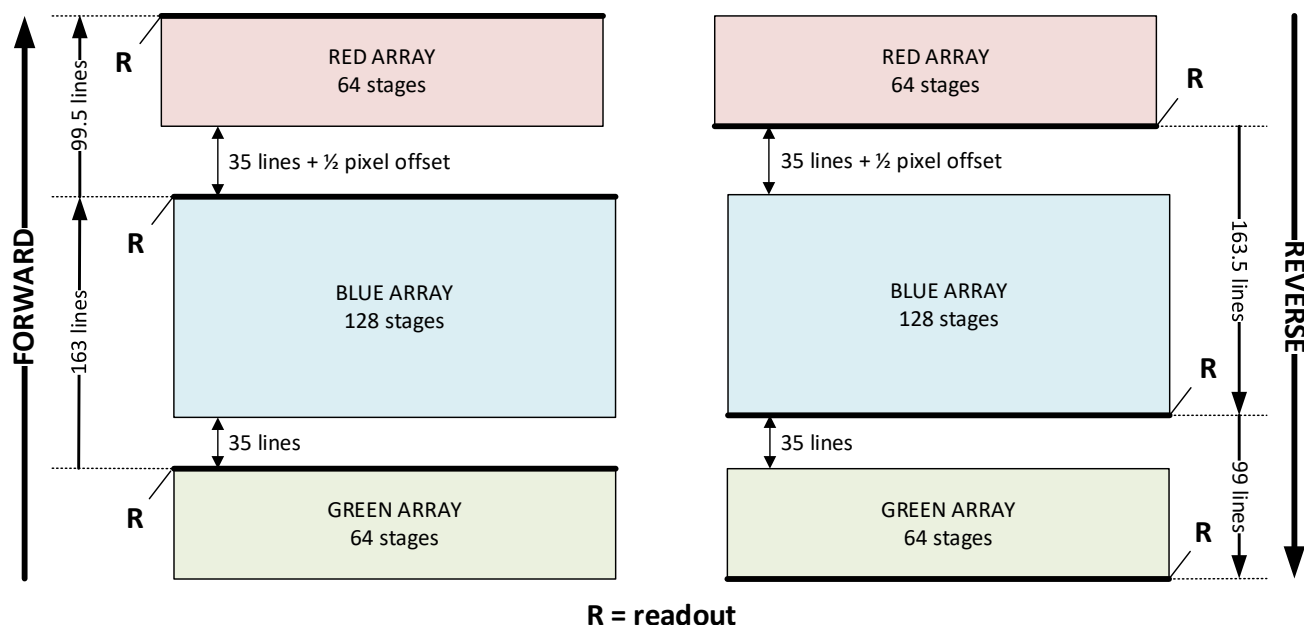 FORWARD
99.5 lines
163 lines
R
RED ARRAY
64 stages
35 lines + ½ pixel offset
R
BLUE ARRAY
128 stages
35 lines
R
GREEN ARRAY
64 stages
RED ARRAY
64 stages
R
35 lines + ½ pixel offset
BLUE ARRAY
128 stages
R
35 lines
GREEN ARRAY
64 stages
R
163.5 lines
99 lines
REVERSE
R = readout